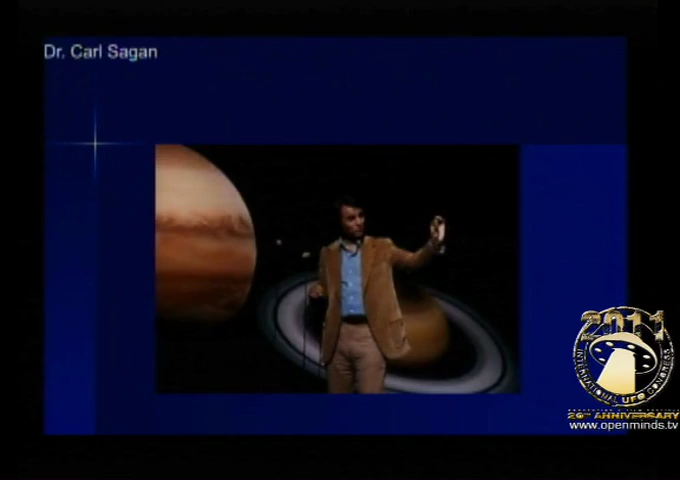 Dr. Carl Sagan
2011
INTERNATIONAL UFO CONGRESS
20TH ANNIVERSARY
www.openminds.tv